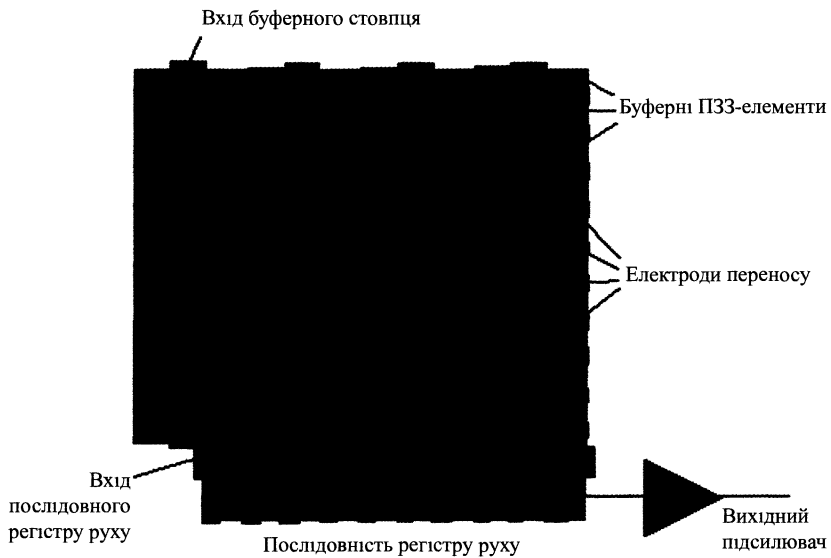 Вхід буферного стовпця
Буферні ПЗЗ-елементи
Електроди переносу
Вхід
послідовного
регістру руху
Послідовність регістру руху
Вихідний
підсилювач